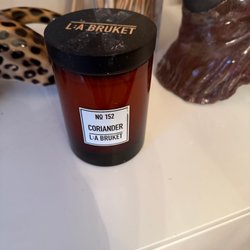 L:A BRUKET
Nº 152
CORIANDER
L:A BRUKET